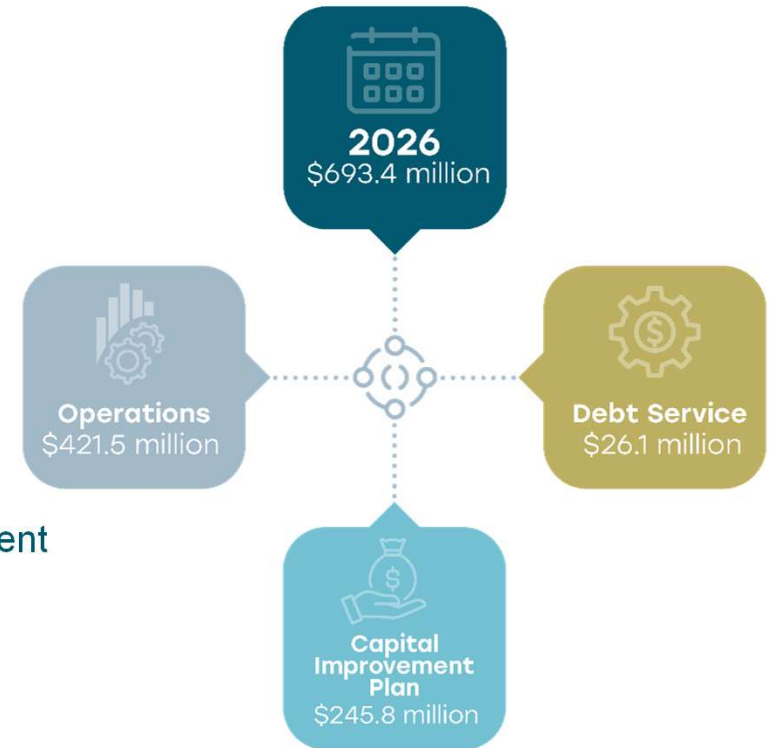 2026
$693.4 million
Operations
$421.5 million
Debt Service
$26.1 million
ent
Capital
Improvement
Plan
$245.8 million